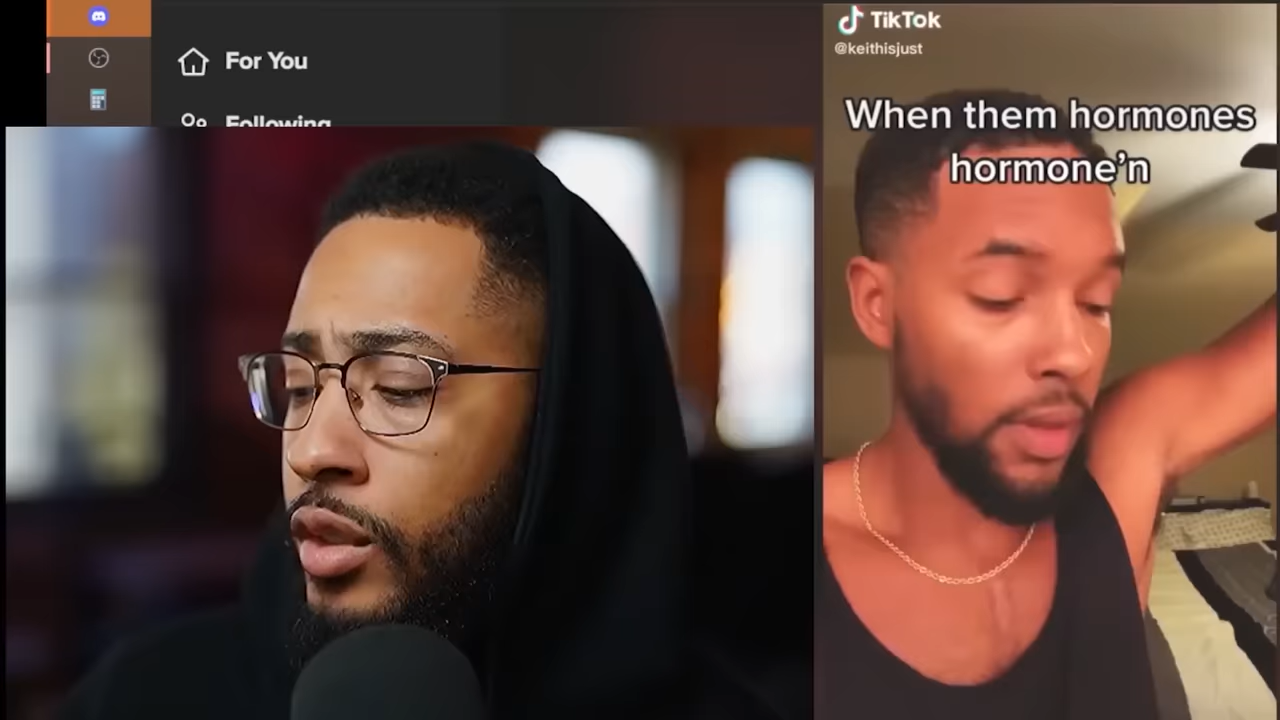 For You
Following
TikTok
@keithisjust
When them hormones
hormone'n